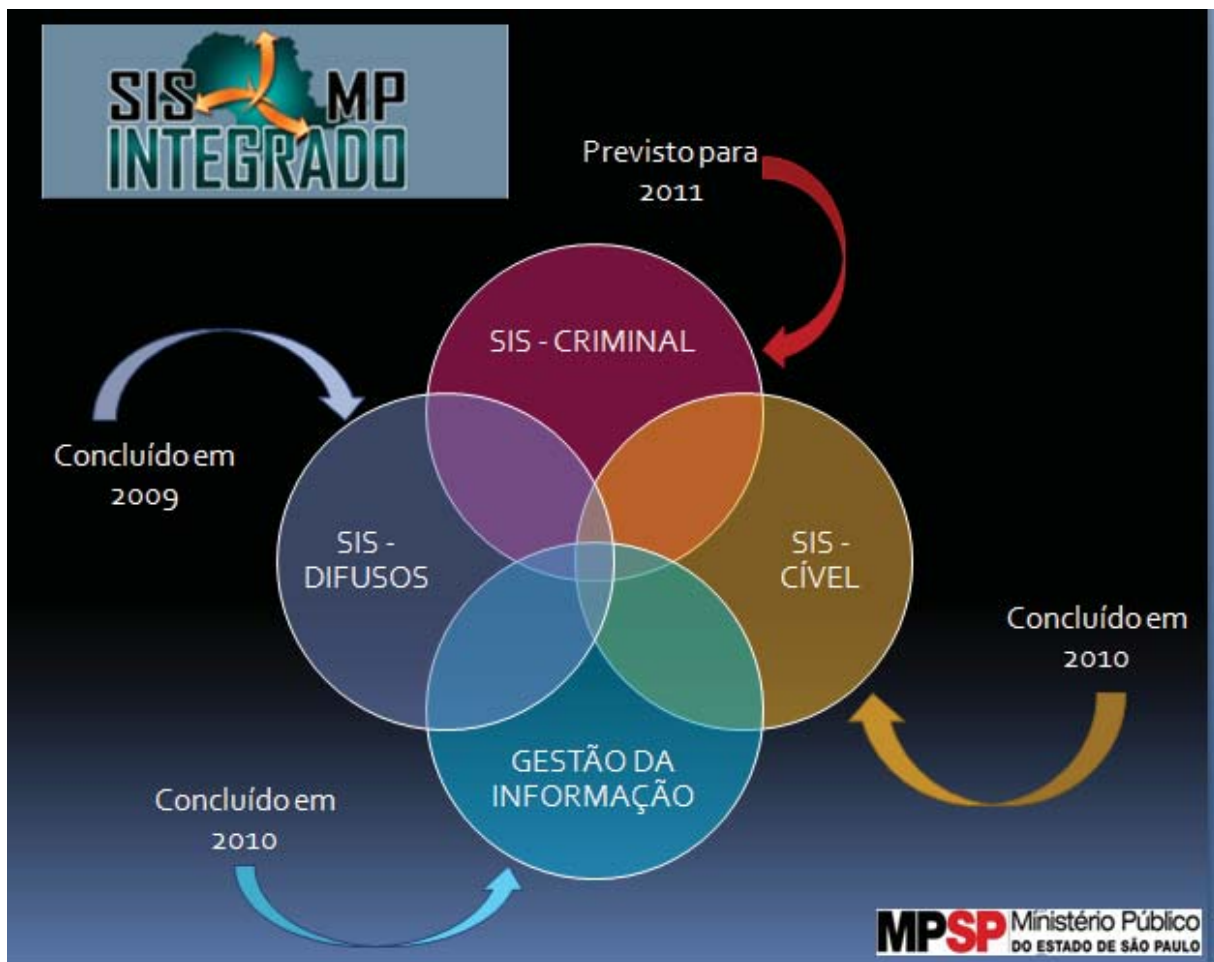 SIS MP
INTEGRADO
Previsto para
2011
SIS - CRIMINAL
Concluído em
2009
SIS -
DIFUSOS
SIS -
CÍVEL
Concluído em
2010
GESTÃO DA
INFORMAÇÃO
Concluído em
2010
MPSP Ministério Público
DO ESTADO DE SÃO PAULO